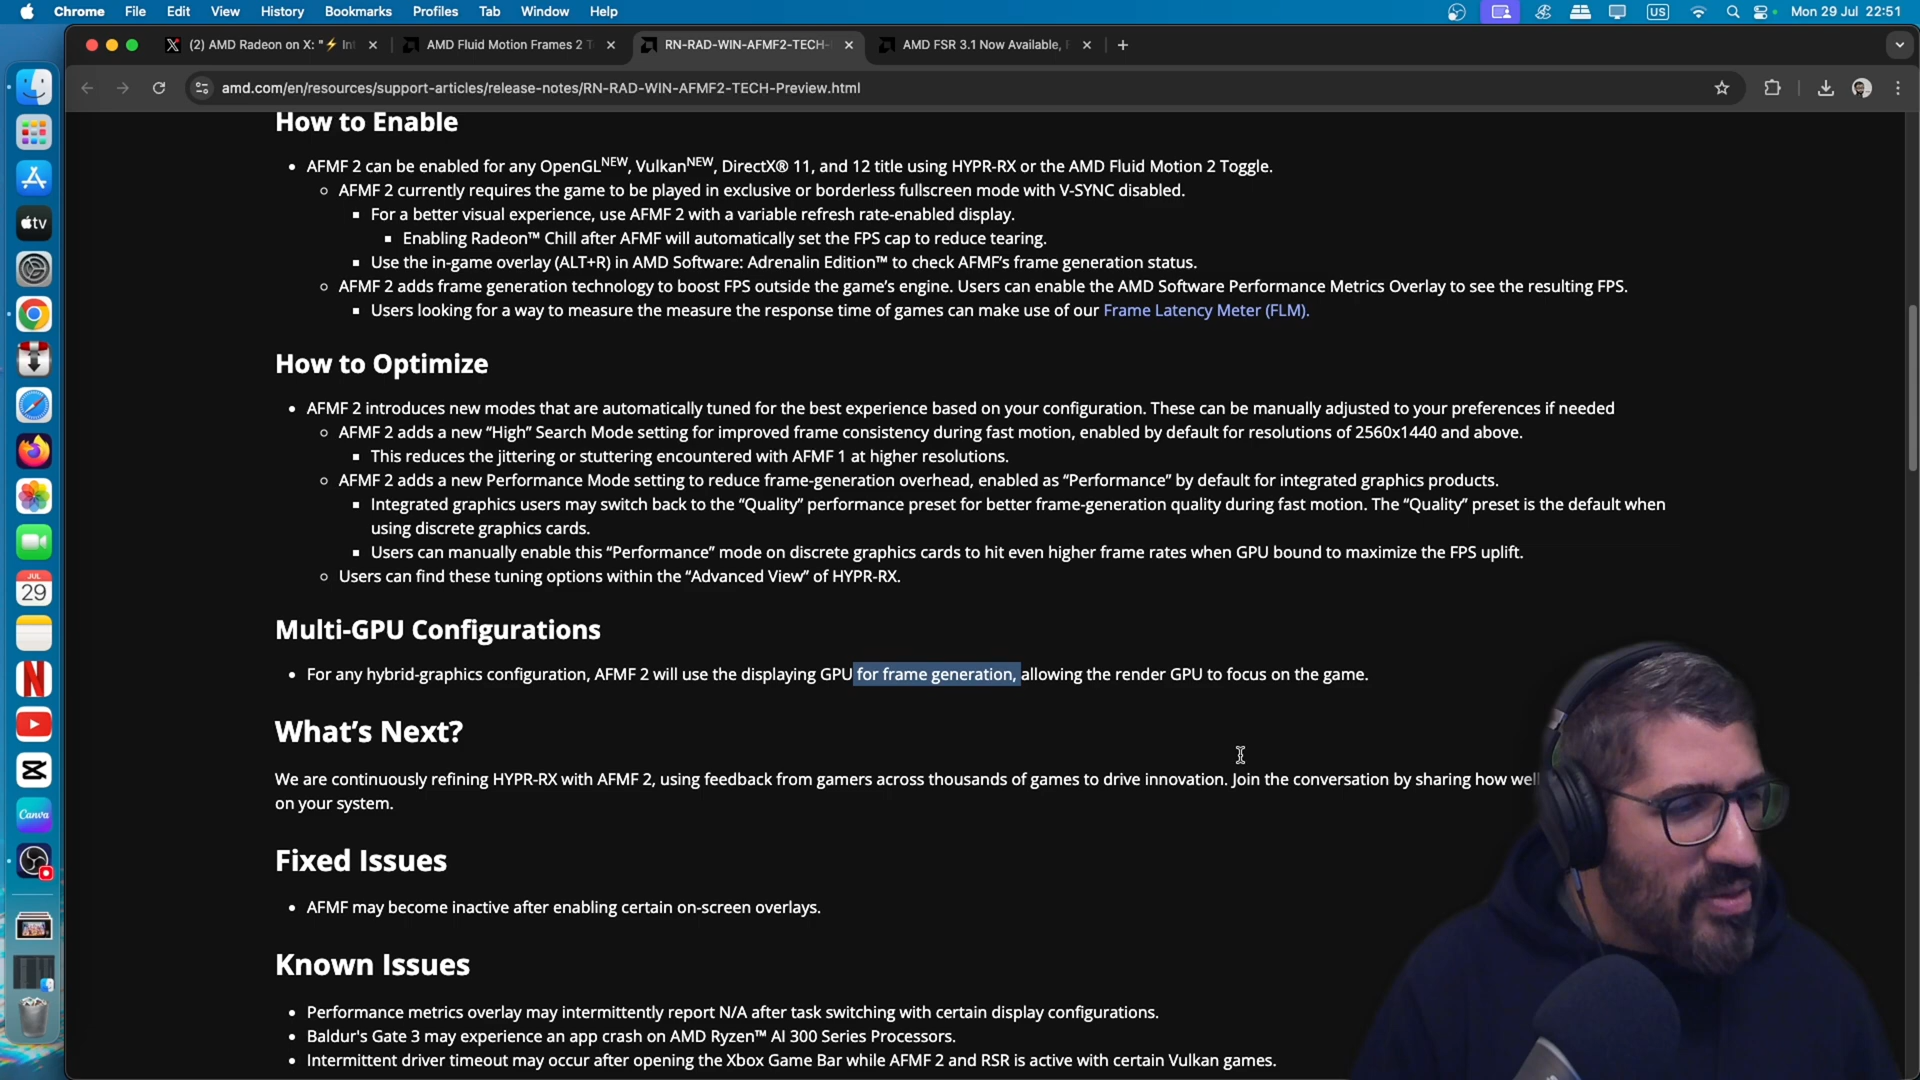 Chrome File Edit View History Bookmarks Profiles Tab Window Help US Mon 29 Jul 22:51
(2) AMD Radeon on X: "⚡ In AMD Fluid Motion Frames 2 T RN-RAD-WIN-AFMF2-TECH- AMD FSR 3.1 Now Available,
amd.com/en/resources/support-articles/release-notes/RN-RAD-WIN-AFMF2-TECH-Preview.html
How to Enable
• AFMF 2 can be enabled for any OpenGLNEW, VulkanNEW, DirectX® 11, and 12 title using HYPR-RX or the AMD Fluid Motion 2 Toggle.
AFMF 2 currently requires the game to be played in exclusive or borderless fullscreen mode with V-SYNC disabled.
For a better visual experience, use AFMF 2 with a variable refresh rate-enabled display.
Enabling Radeon™ Chill after AFMF will automatically set the FPS cap to reduce tearing.
Use the in-game overlay (ALT+R) in AMD Software: Adrenalin Edition™ to check AFMF’s frame generation status.
AFMF 2 adds frame generation technology to boost FPS outside the game’s engine. Users can enable the AMD Software Performance Metrics Overlay to see the resulting FPS.
Users looking for a way to measure the measure the response time of games can make use of our Frame Latency Meter (FLM).
How to Optimize
• AFMF 2 introduces new modes that are automatically tuned for the best experience based on your configuration. These can be manually adjusted to your preferences if needed
AFMF 2 adds a new “High” Search Mode setting for improved frame consistency during fast motion, enabled by default for resolutions of 2560x1440 and above.
This reduces the jittering or stuttering encountered with AFMF 1 at higher resolutions.
AFMF 2 adds a new Performance Mode setting to reduce frame-generation overhead, enabled as “Performance” by default for integrated graphics products.
Integrated graphics users may switch back to the “Quality” performance preset for better frame-generation quality during fast motion. The “Quality” preset is the default when
using discrete graphics cards.
Users can manually enable this “Performance” mode on discrete graphics cards to hit even higher frame rates when GPU bound to maximize the FPS uplift.
Users can find these tuning options within the “Advanced View” of HYPR-RX.
Multi-GPU Configurations
• For any hybrid-graphics configuration, AFMF 2 will use the displaying GPU for frame generation, allowing the render GPU to focus on the game.
What’s Next?
We are continuously refining HYPR-RX with AFMF 2, using feedback from gamers across thousands of games to drive innovation. Join the conversation by sharing how well
on your system.
Fixed Issues
• AFMF may become inactive after enabling certain on-screen overlays.
Known Issues
• Performance metrics overlay may intermittently report N/A after task switching with certain display configurations.
• Baldur's Gate 3 may experience an app crash on AMD Ryzen™ AI 300 Series Processors.
• Intermittent driver timeout may occur after opening the Xbox Game Bar while AFMF 2 and RSR is active with certain Vulkan games.
tv
JUL
29
N
Canva